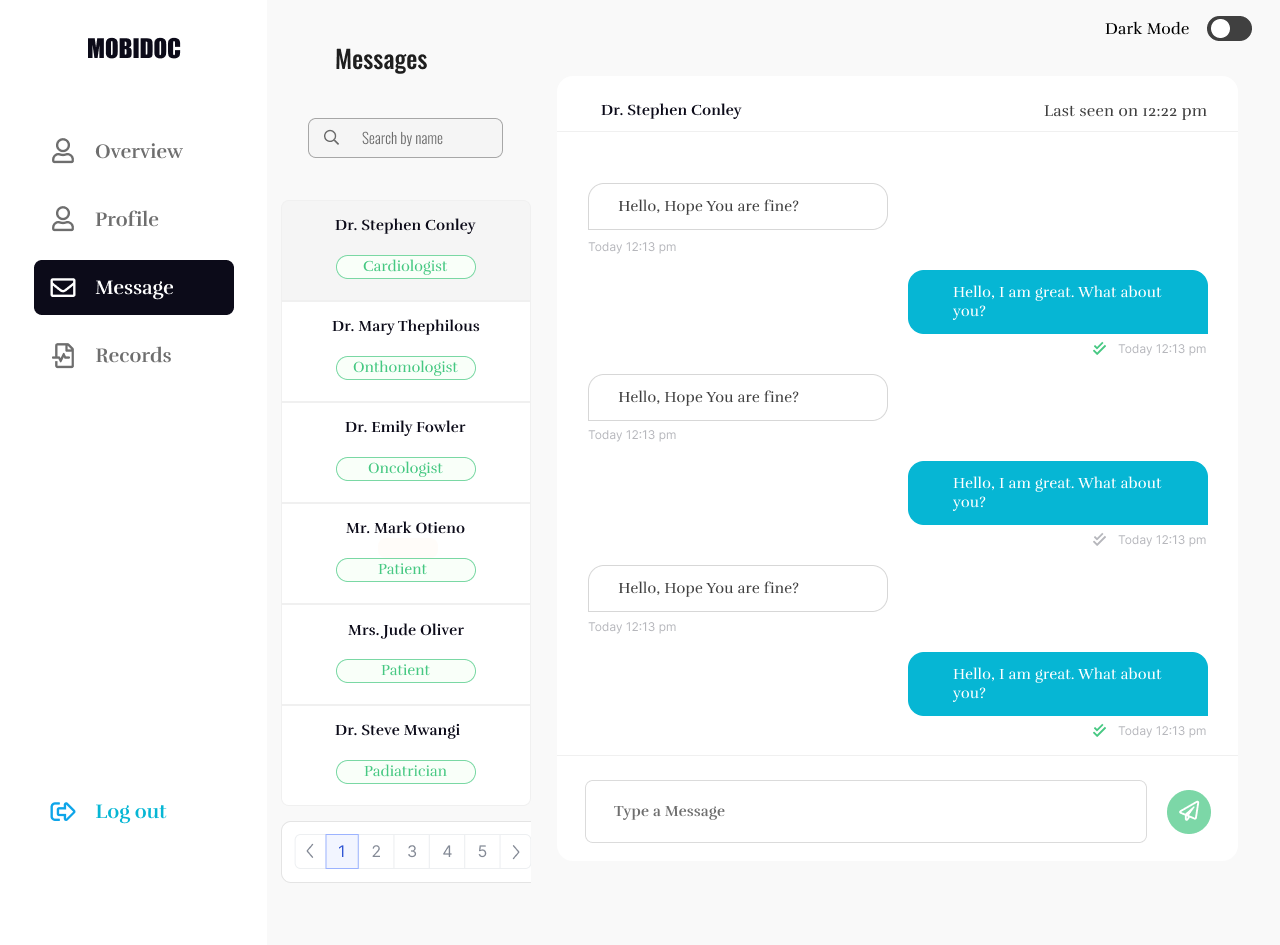 MOBIDOC
Overview
Profile
Message
Records
Log out
Messages
Search by name
Dr. Stephen Conley
Cardiologist
Dr. Mary Thephilous
Onthomologist
Dr. Emily Fowler
Oncologist
Mr. Mark Otieno
Patient
Mrs. Jude Oliver
Patient
Dr. Steve Mwangi
Padiatrician
1 2 3 4 5
Dark Mode
Dr. Stephen Conley
Last seen on 12:22 pm
Hello, Hope You are fine?
Today 12:13 pm
Hello, I am great. What about
you?
Today 12:13 pm
Hello, Hope You are fine?
Today 12:13 pm
Hello, I am great. What about
you?
Today 12:13 pm
Hello, Hope You are fine?
Today 12:13 pm
Hello, I am great. What about
you?
Today 12:13 pm
Type a Message